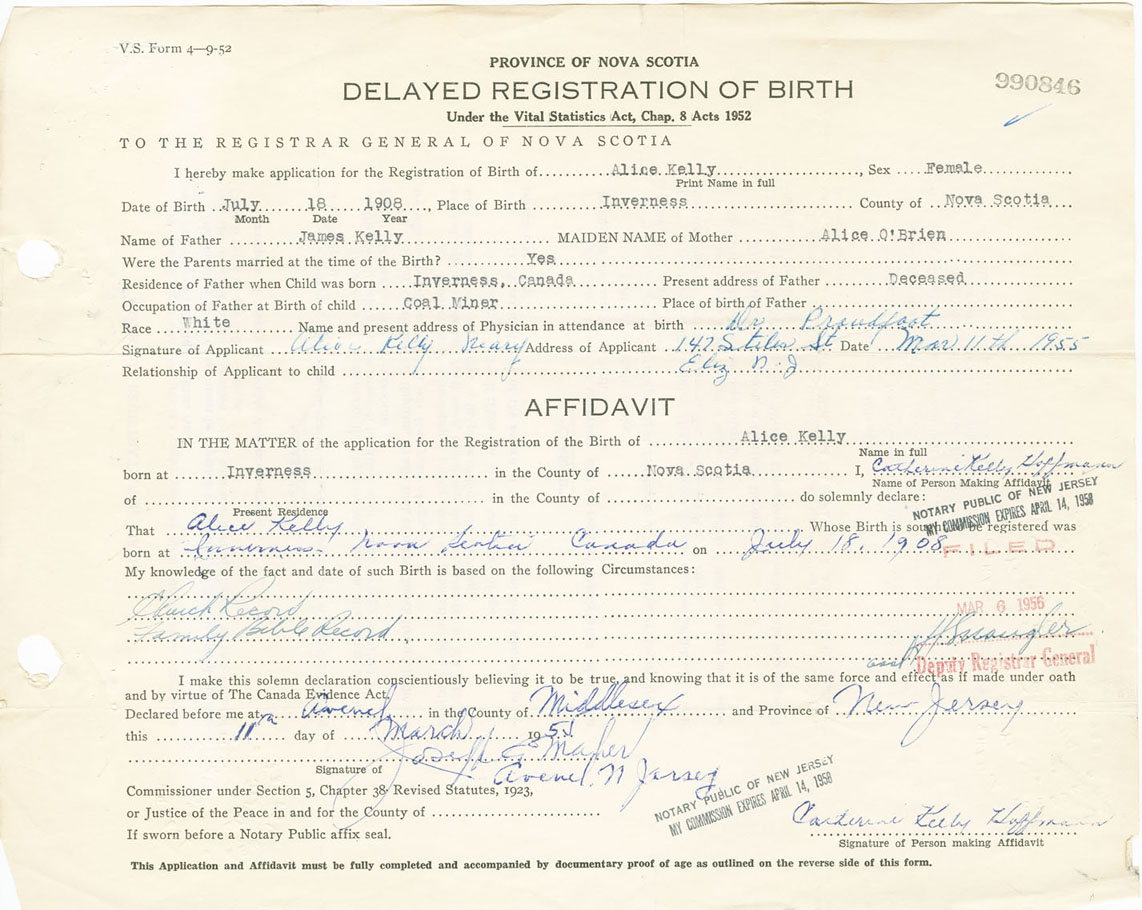 V.S. Form 4—9-52
PROVINCE OF NOVA SCOTIA
DELAYED REGISTRATION OF BIRTH
990846
Under the Vital Statistics Act, Chap. 8 Acts 1952
TO THE REGISTRAR GENERAL OF NOVA SCOTIA
I hereby make application for the Registration of Birth of Alice Kelly, Sex Female
Print Name in full
Date of Birth July 18 1908, Place of Birth Inverness County of Nova Scotia
Month Date Year
Name of Father James Kelly MAIDEN NAME of Mother Alice O'Brien
Were the Parents married at the time of the Birth? Yes
Residence of Father when Child was born Inverness, Canada Present address of Father Deceased
Occupation of Father at Birth of child Coal Miner Place of birth of Father
Race White Name and present address of Physician in attendance at birth Dr Proudfoot
Signature of Applicant Alice Kelly Neary Address of Applicant 147 Stiles St Date Mar 11th 1955
Relationship of Applicant to child Eliz N.J
AFFIDAVIT
IN THE MATTER of the application for the Registration of the Birth of Alice Kelly
Name in full
born at Inverness in the County of Nova Scotia I, Catherine Kelly Hoffmann
Name of Person Making Affidavit
of in the County of do solemnly declare:
Present Residence
NOTARY PUBLIC OF NEW JERSEY
MY COMMISSION EXPIRES APRIL 14, 1958
That Alice Kelly, Whose Birth is sought to be registered was
born at Inverness Nova Scotia Canada on July 18, 1908
FILED
My knowledge of the fact and date of such Birth is based on the following Circumstances:
Church Record
MAR 6 1956
Family Bible Record
Deputy Registrar General
I make this solemn declaration conscientiously believing it to be true, and knowing that it is of the same force and effect as if made under oath
and by virtue of The Canada Evidence Act.
Declared before me at Avenel in the County of Middlesex and Province of New Jersey
this 11th day of March, 1955
Joseph G Maher
Signature of Avenel, N Jersey
Commissioner under Section 5, Chapter 38 Revised Statutes, 1923,
NOTARY PUBLIC OF NEW JERSEY
MY COMMISSION EXPIRES APRIL 14, 1958
or Justice of the Peace in and for the County of
Catherine Kelly Hoffmann
If sworn before a Notary Public affix seal.
Signature of Person making Affidavit
This Application and Affidavit must be fully completed and accompanied by documentary proof of age as outlined on the reverse side of this form.